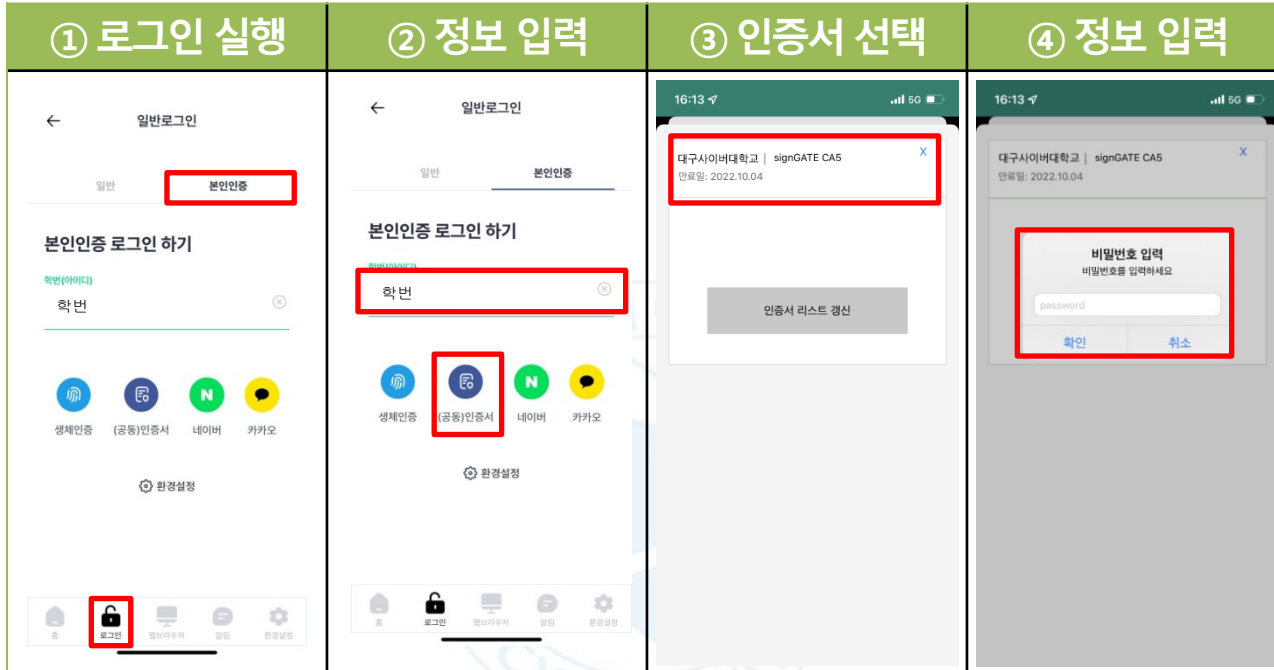 ① 로그인 실행
② 정보 입력
③ 인증서 선택
④ 정보 입력
← 일반로그인
일반 본인인증
본인인증 로그인 하기
학번(아이디)
학번
생체인증 (공동)인증서 네이버 카카오
환경설정
홈 로그인 웹브라우저 알림 환경설정
← 일반로그인
일반 본인인증
본인인증 로그인 하기
학번(아이디)
학번
생체인증 (공동)인증서 네이버 카카오
환경설정
홈 로그인 웹브라우저 알림 환경설정
16:13 5G
대구사이버대학교 | signGATE CA5 X
만료일: 2022.10.04
인증서 리스트 갱신
16:13 5G
대구사이버대학교 | signGATE CA5 X
만료일: 2022.10.04
비밀번호 입력
비밀번호를 입력하세요
password
확인 취소